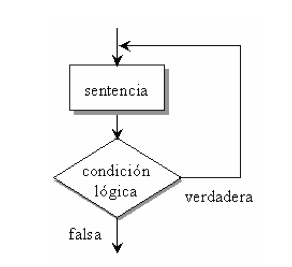 sentencia
condición
lógica
verdadera
falsa